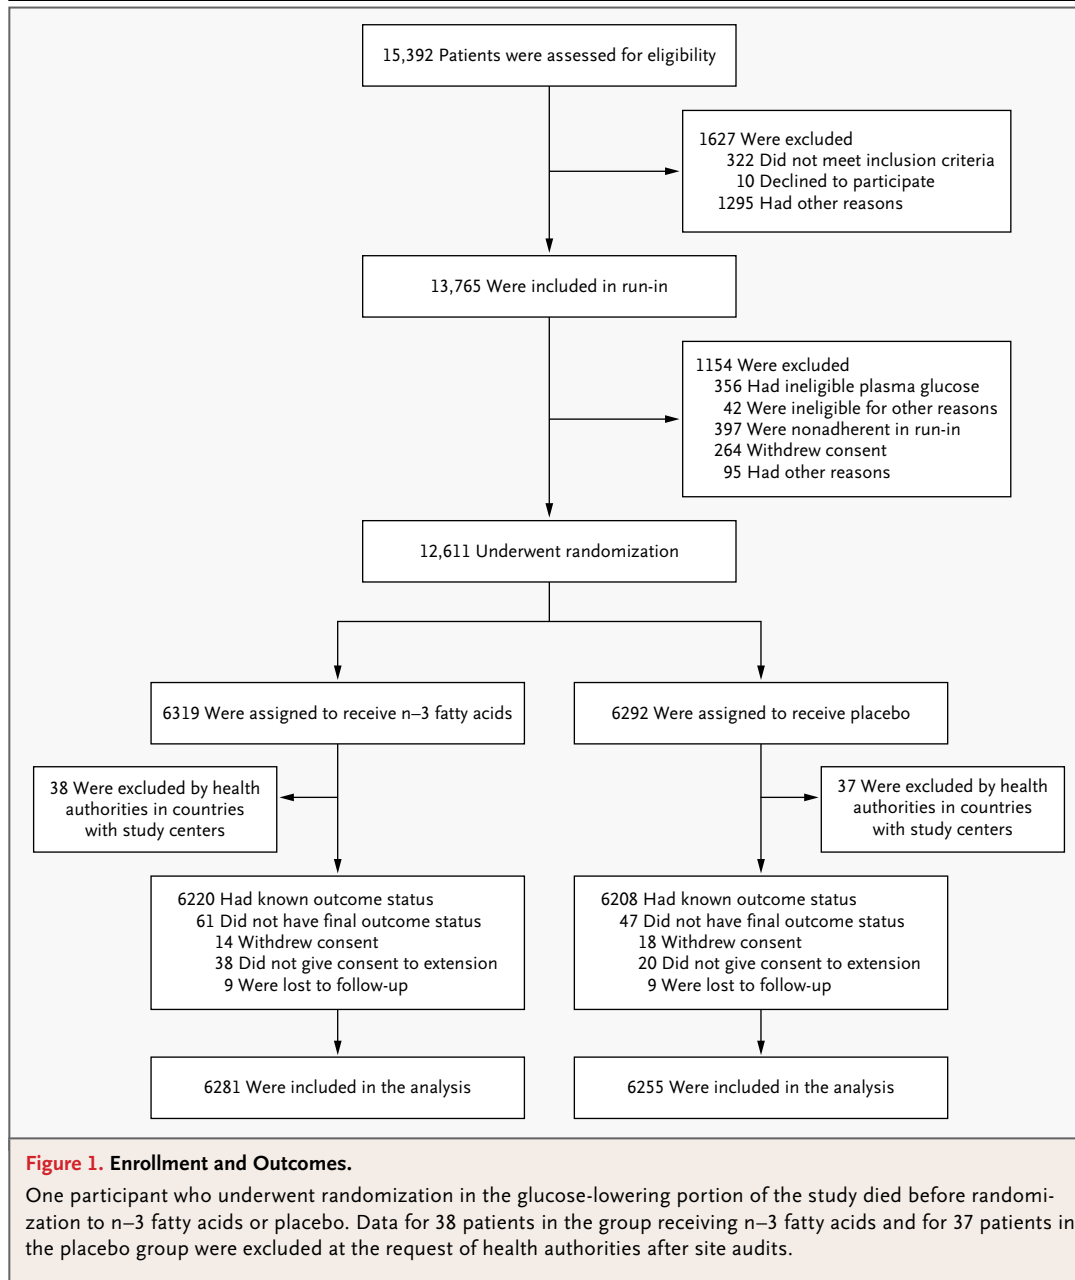 15,392 Patients were assessed for eligibility
1627 Were excluded
322 Did not meet inclusion criteria
10 Declined to participate
1295 Had other reasons
13,765 Were included in run-in
1154 Were excluded
356 Had ineligible plasma glucose
42 Were ineligible for other reasons
397 Were nonadherent in run-in
264 Withdrew consent
95 Had other reasons
12,611 Underwent randomization
6319 Were assigned to receive n–3 fatty acids
6292 Were assigned to receive placebo
38 Were excluded by health
authorities in countries
with study centers
37 Were excluded by health
authorities in countries
with study centers
6220 Had known outcome status
61 Did not have final outcome status
14 Withdrew consent
38 Did not give consent to extension
9 Were lost to follow-up
6208 Had known outcome status
47 Did not have final outcome status
18 Withdrew consent
20 Did not give consent to extension
9 Were lost to follow-up
6281 Were included in the analysis
6255 Were included in the analysis
Figure 1. Enrollment and Outcomes.
One participant who underwent randomization in the glucose-lowering portion of the study died before randomi-
zation to n–3 fatty acids or placebo. Data for 38 patients in the group receiving n–3 fatty acids and for 37 patients in
the placebo group were excluded at the request of health authorities after site audits.